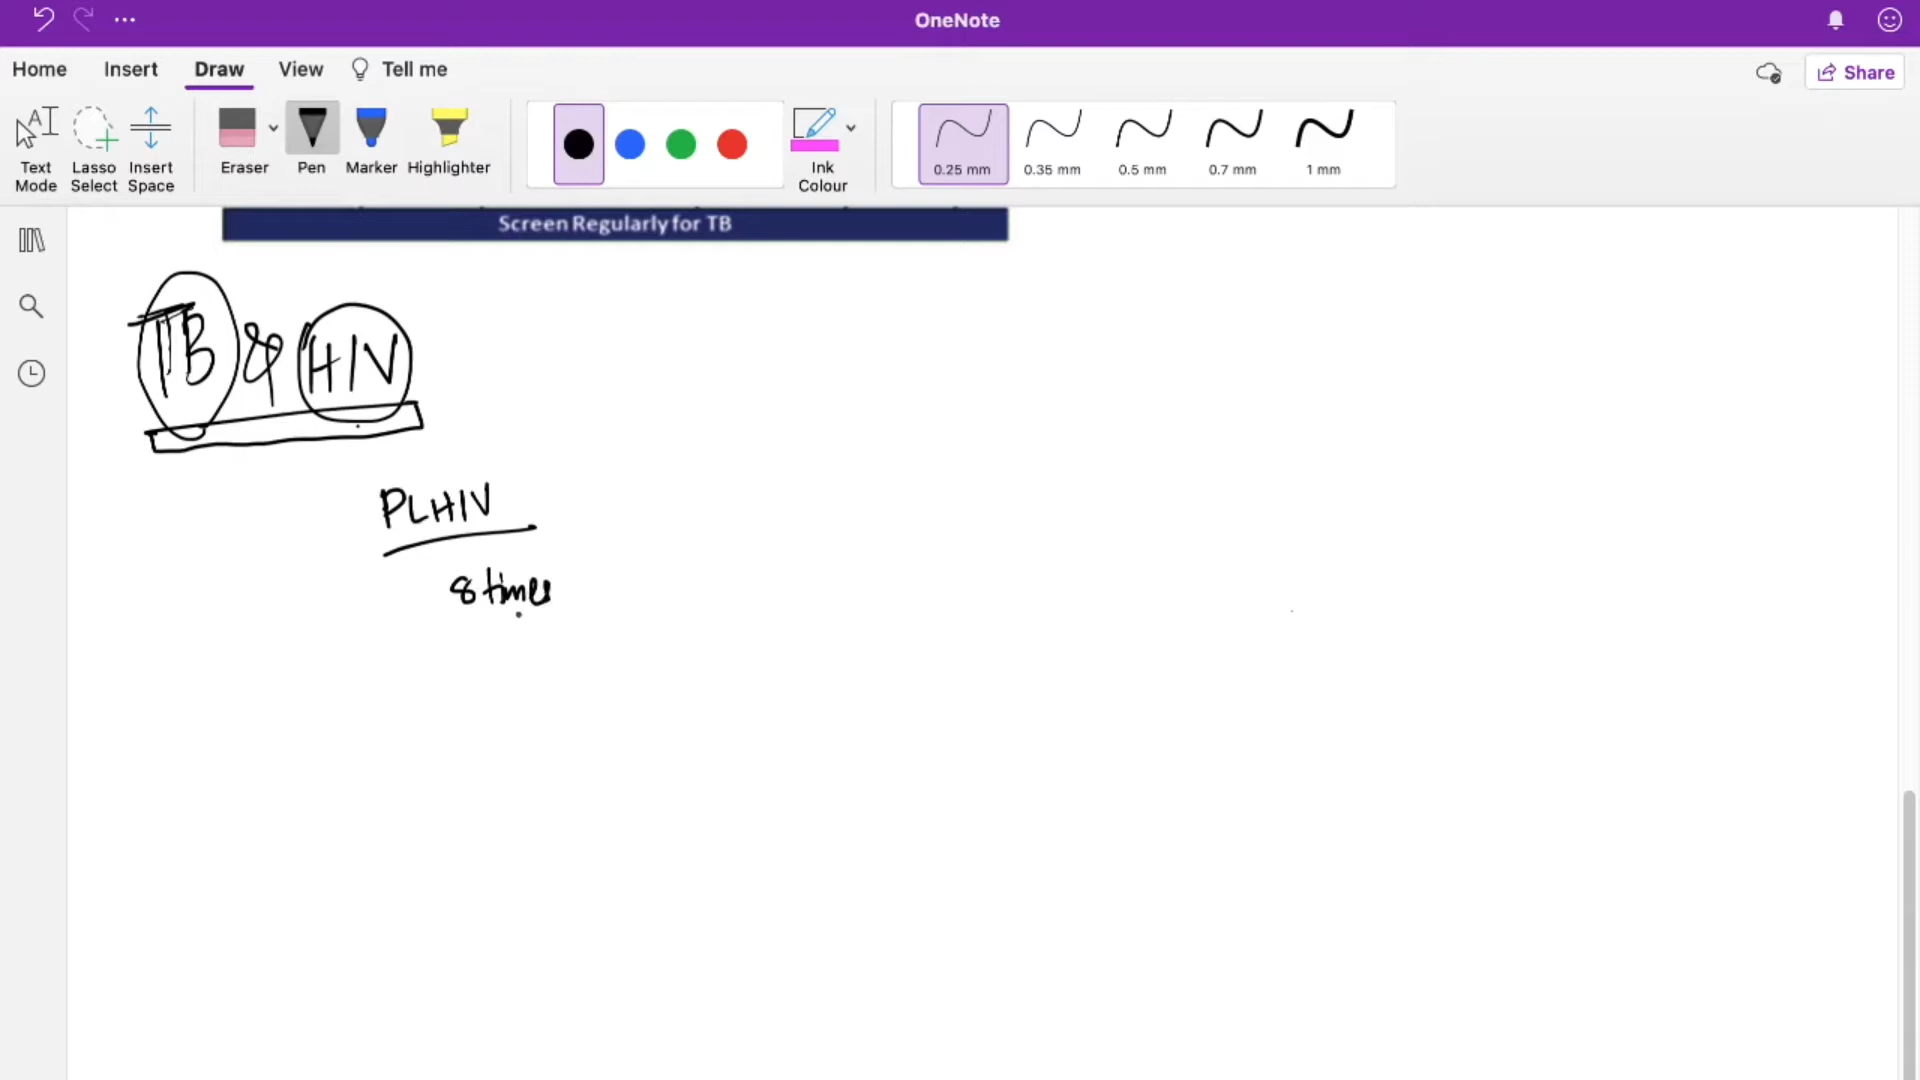 OneNote
Home Insert Draw View Tell me
Share
Text Mode
Lasso Select
Insert Space
Eraser
Pen
Marker
Highlighter
Ink Colour
0.25 mm
0.35 mm
0.5 mm
0.7 mm
1 mm
Screen Regularly for TB
TB & HIV
PLHIV
8 times